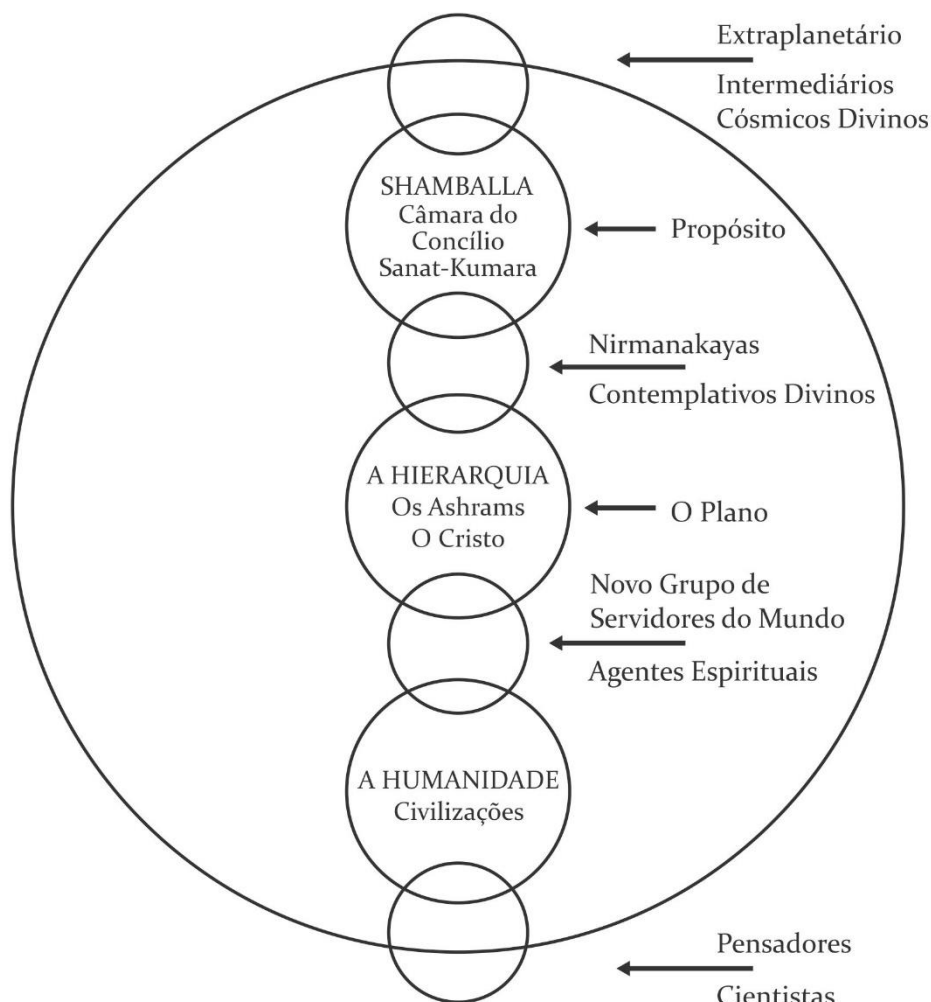 Extraplanetário
Intermediários
Cósmicos Divinos
SHAMBALLA
Câmara do
Concílio
Sanat-Kumara
Propósito
Nirmanakayas
Contemplativos Divinos
A HIERARQUIA
Os Ashrams
O Cristo
O Plano
Novo Grupo de
Servidores do Mundo
Agentes Espirituais
A HUMANIDADE
Civilizações
Pensadores
Cientistas